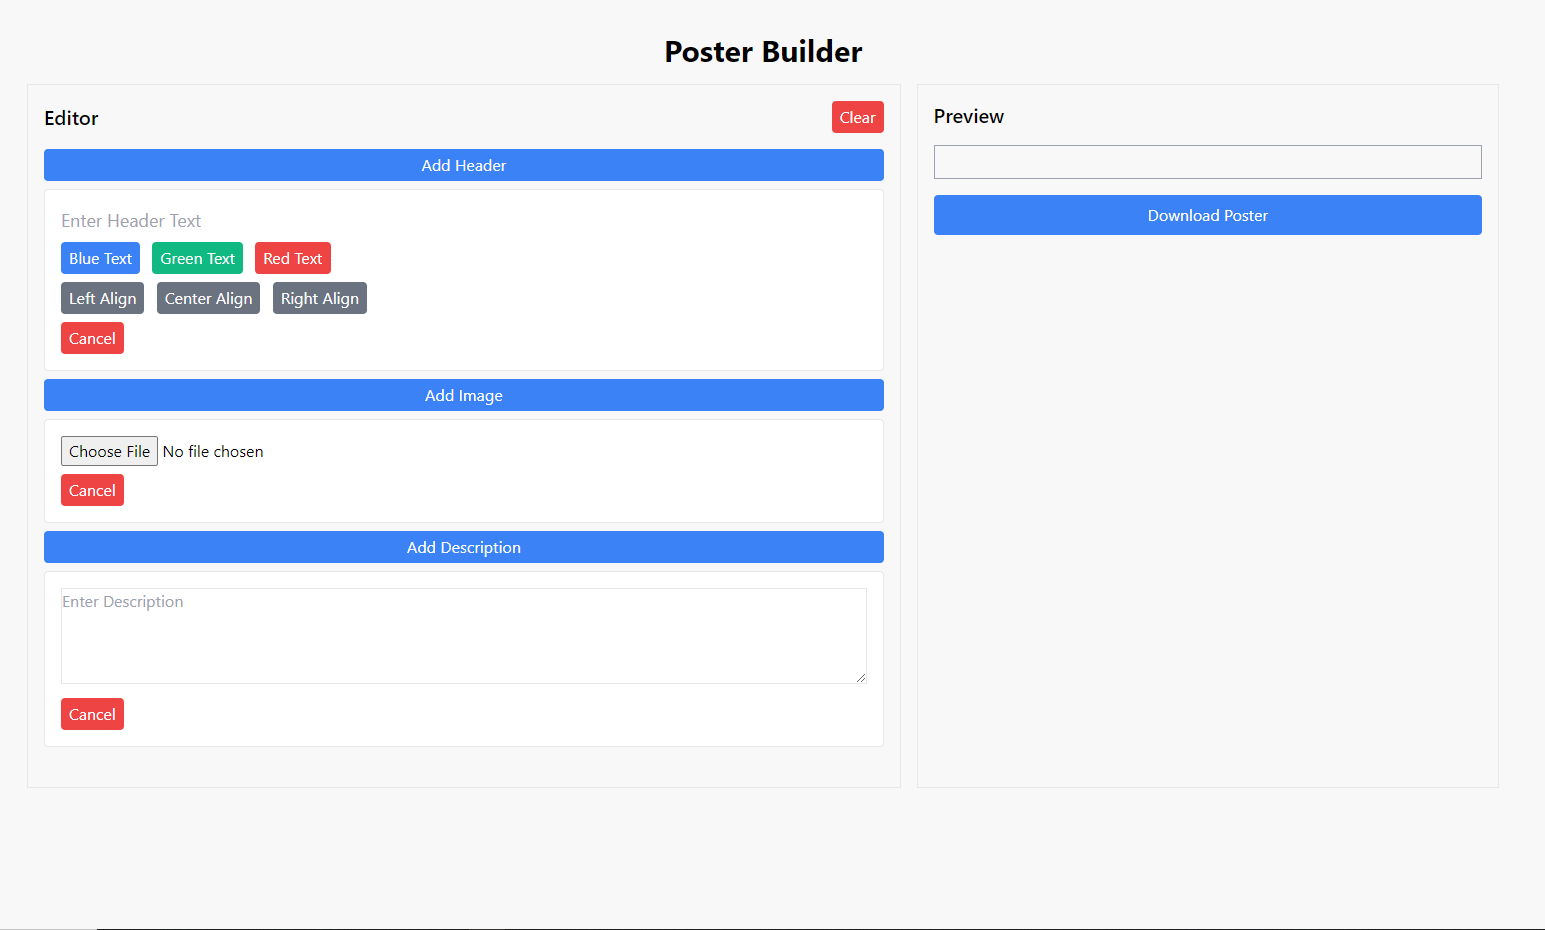 Poster Builder
Editor
Clear
Add Header
Enter Header Text
Blue Text Green Text Red Text
Left Align Center Align Right Align
Cancel
Add Image
Choose File No file chosen
Cancel
Add Description
Enter Description
Cancel
Preview
Download Poster